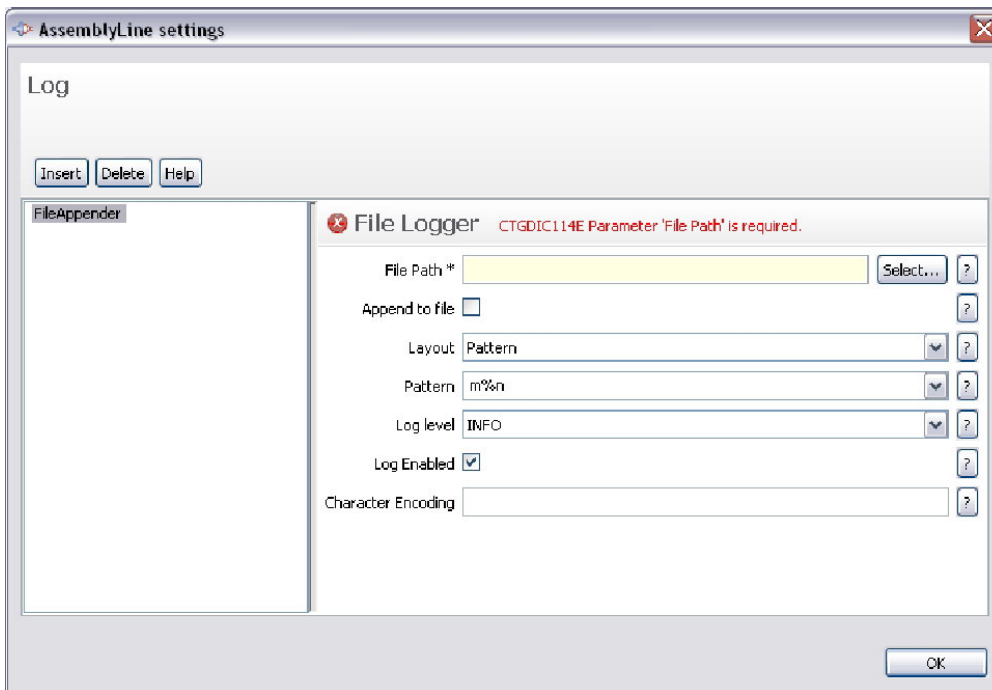 AssemblyLine settings
Log
Insert Delete Help
FileAppender
File Logger CTGDIC114E Parameter 'File Path' is required.
File Path * Select... ?
Append to file ?
Layout Pattern ?
Pattern m%n ?
Log level INFO ?
Log Enabled ?
Character Encoding ?
OK